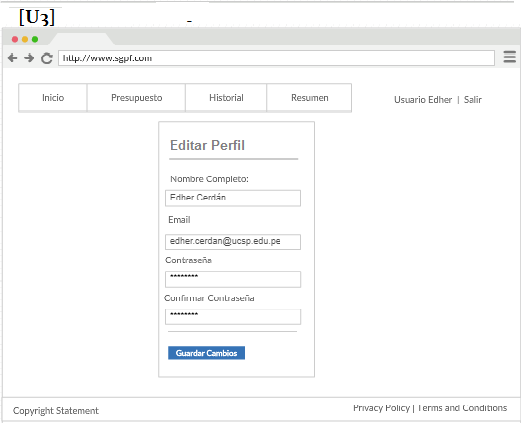 [U3] -
http://www.sgpf.com
Inicio Presupuesto Historial Resumen
Usuario Edher | Salir
Editar Perfil
Nombre Completo:
Edher Cerdán
Email
edher.cerdan@ucsp.edu.pe
Contraseña
********
Confirmar Contraseña
********
Guardar Cambios
Copyright Statement
Privacy Policy | Terms and Conditions